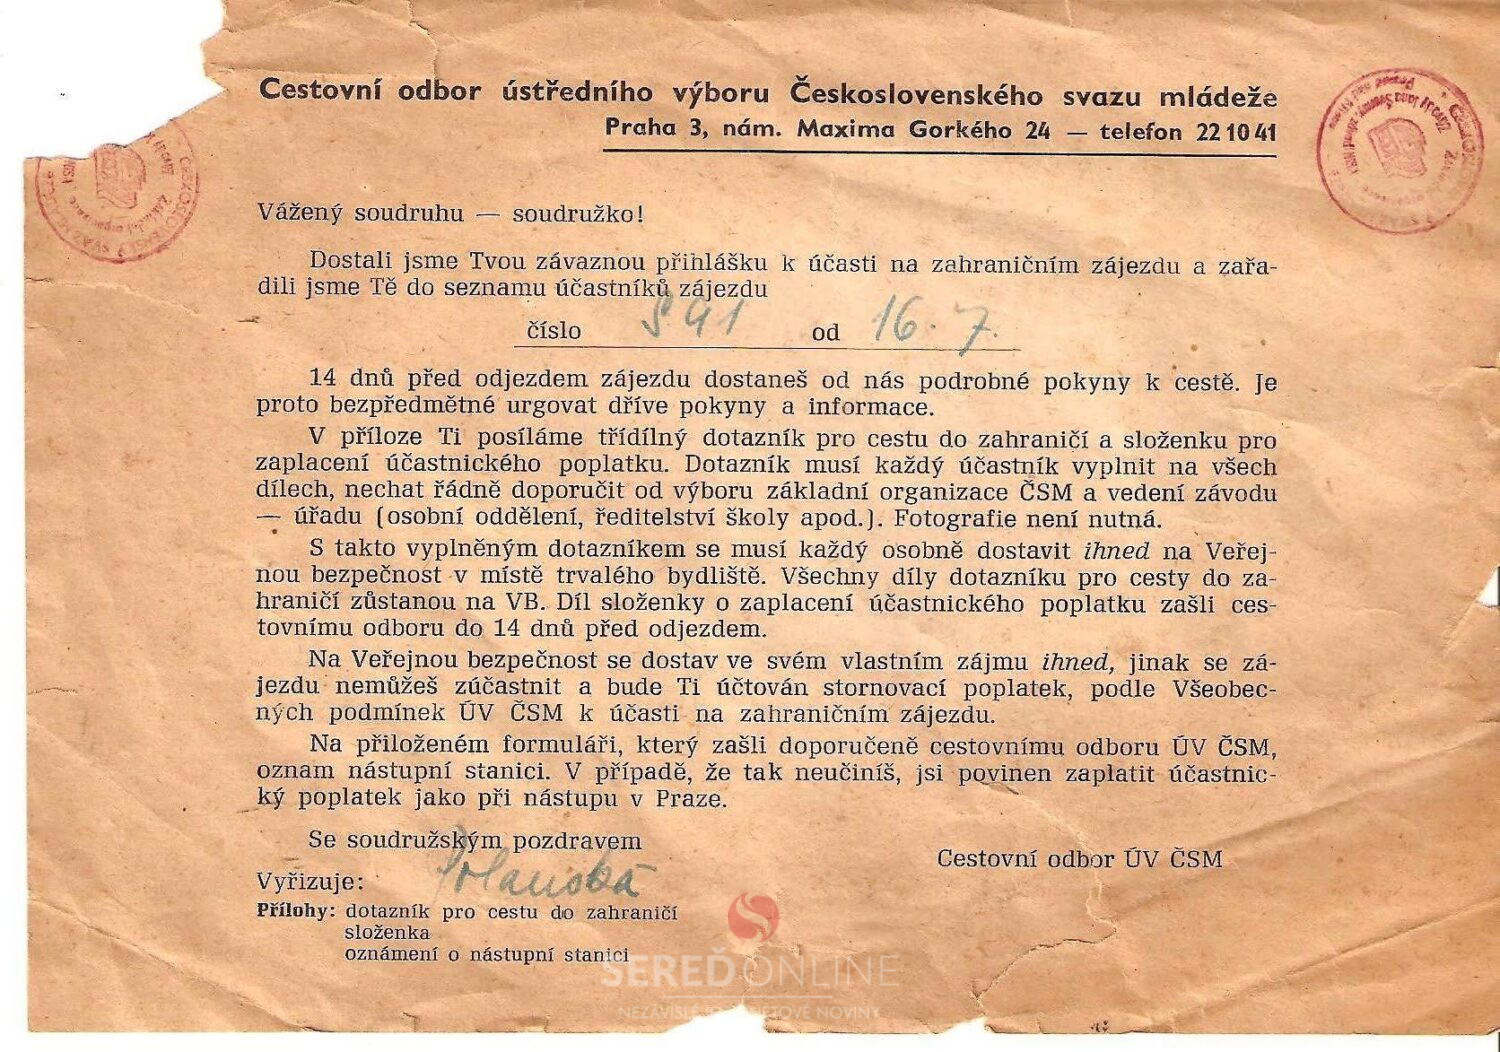 Cestovní odbor ústředního výboru Československého svazu mládeže
Praha 3, nám. Maxima Gorkého 24 — telefon 22 10 41
Vážený soudruhu — soudružko!
Dostali jsme Tvou závaznou přihlášku k účasti na zahraničním zájezdu a zařa-
dili jsme Tě do seznamu účastníků zájezdu
číslo S 41 od 16. 7.
14 dnů před odjezdem zájezdu dostaneš od nás podrobné pokyny k cestě. Je
proto bezpředmětné urgovat dříve pokyny a informace.
V příloze Ti posíláme třídílný dotazník pro cestu do zahraničí a složenku pro
zaplacení účastnického poplatku. Dotazník musí každý účastník vyplnit na všech
dílech, nechat řádně doporučit od výboru základní organizace ČSM a vedení závodu
— úřadu (osobní oddělení, ředitelství školy apod.). Fotografie není nutná.
S takto vyplněným dotazníkem se musí každý osobně dostavit ihned na Veřej-
nou bezpečnost v místě trvalého bydliště. Všechny díly dotazníku pro cesty do za-
hraničí zůstanou na VB. Díl složenky o zaplacení účastnického poplatku zašli ces-
tovnímu odboru do 14 dnů před odjezdem.
Na Veřejnou bezpečnost se dostav ve svém vlastním zájmu ihned, jinak se zá-
jezdu nemůžeš zúčastnit a bude Ti účtován stornovací poplatek, podle Všeobec-
ných podmínek ÚV ČSM k účasti na zahraničním zájezdu.
Na přiloženém formuláři, který zašli doporučeně cestovnímu odboru ÚV ČSM,
oznam nástupní stanici. V případě, že tak neučiníš, jsi povinen zaplatit účastnic-
ký poplatek jako při nástupu v Praze.
Se soudružským pozdravem
Cestovní odbor ÚV ČSM
Vyřizuje: Polanská
Přílohy: dotazník pro cestu do zahraničí
složenka
oznámení o nástupní stanici
SEREĎONLINE